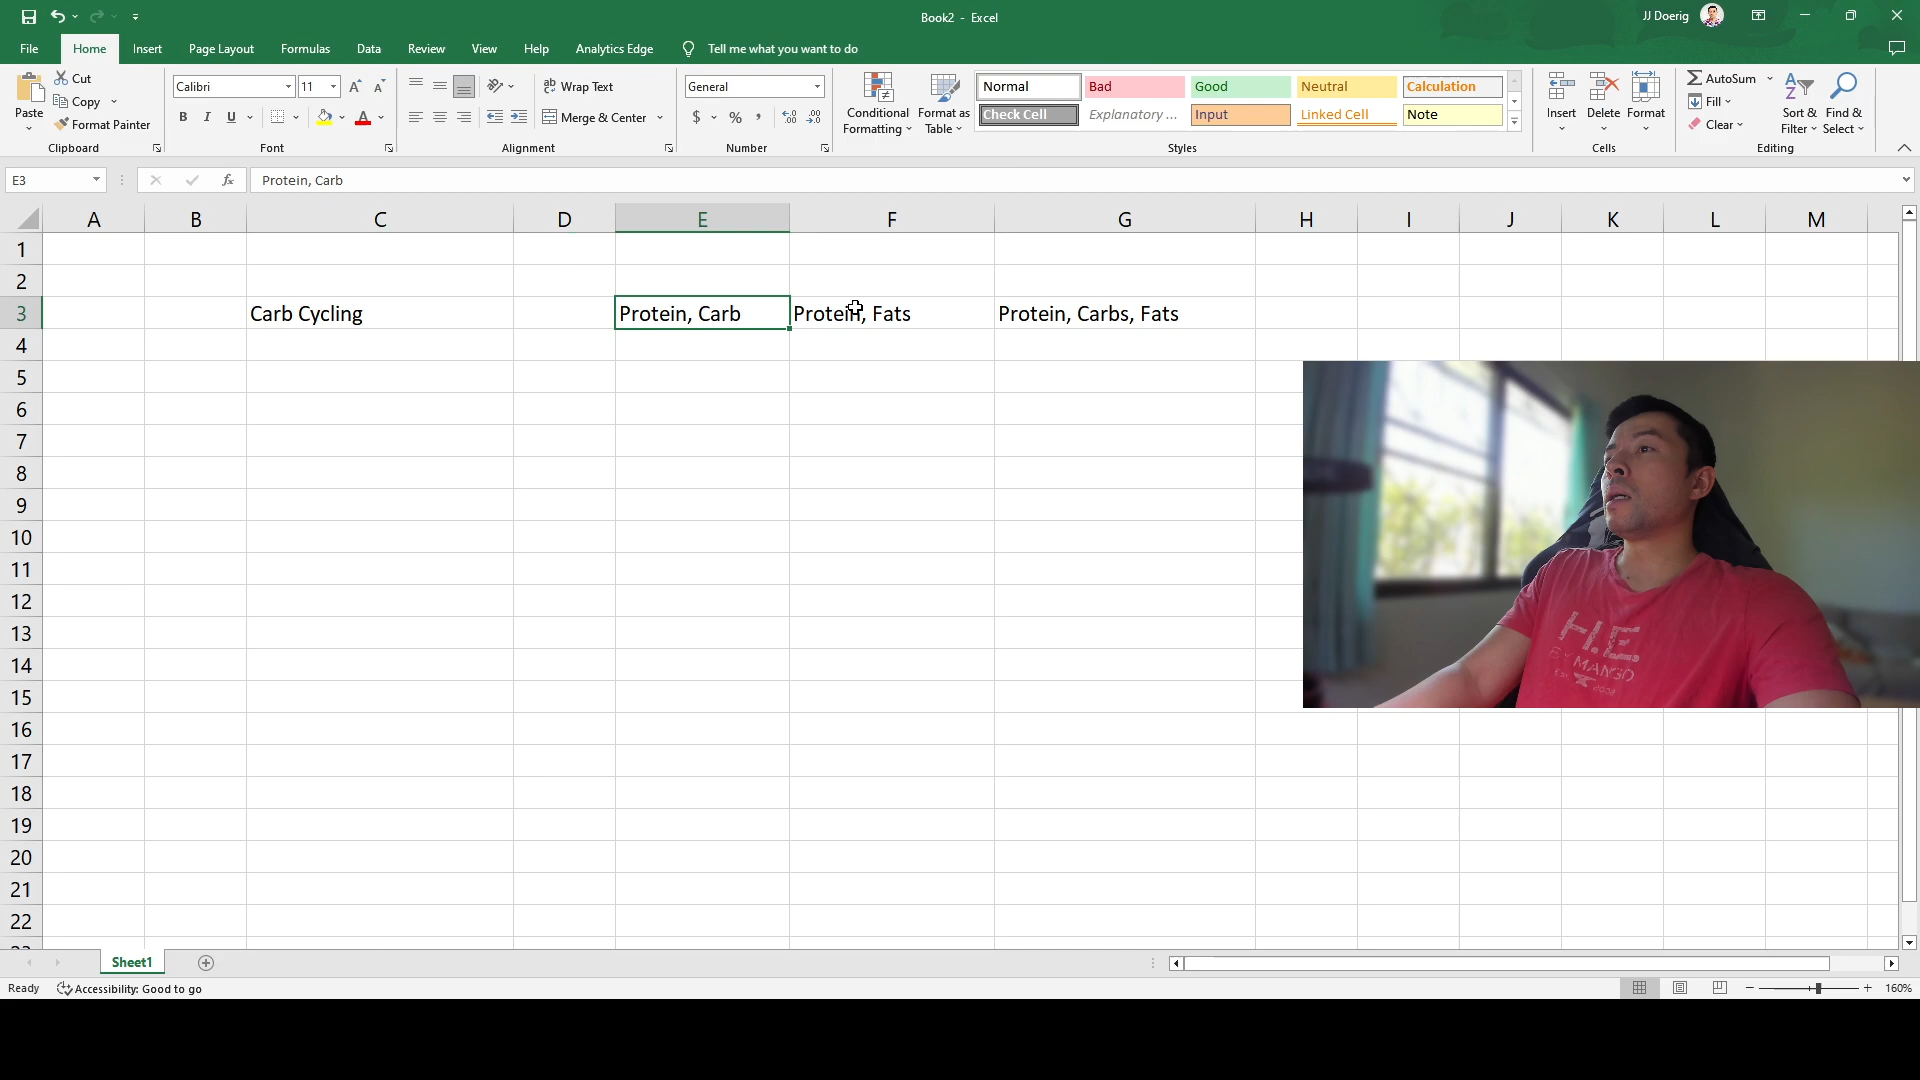 Book2 - Excel
JJ Doerig
File Home Insert Page Layout Formulas Data Review View Help Analytics Edge Tell me what you want to do
Paste
Cut
Copy
Format Painter
Clipboard
Calibri 11
B I U
Font
Wrap Text
Merge & Center
Alignment
General
$ % ,
Number
Conditional Formatting
Format as Table
Normal Bad Good Neutral Calculation
Check Cell Explanatory ... Input Linked Cell Note
Styles
Insert Delete Format
Cells
AutoSum
Fill
Clear
Sort & Filter
Find & Select
Editing
E3 fx Protein, Carb
A B C D E F G H I J K L M
1
2
3 Carb Cycling Protein, Carb Protein, Fats Protein, Carbs, Fats
4
5
6
7
8
9
10
11
12
13
14
15
16
17
18
19
20
21
22
H.E.
MANGO
Sheet1
Ready Accessibility: Good to go 160%